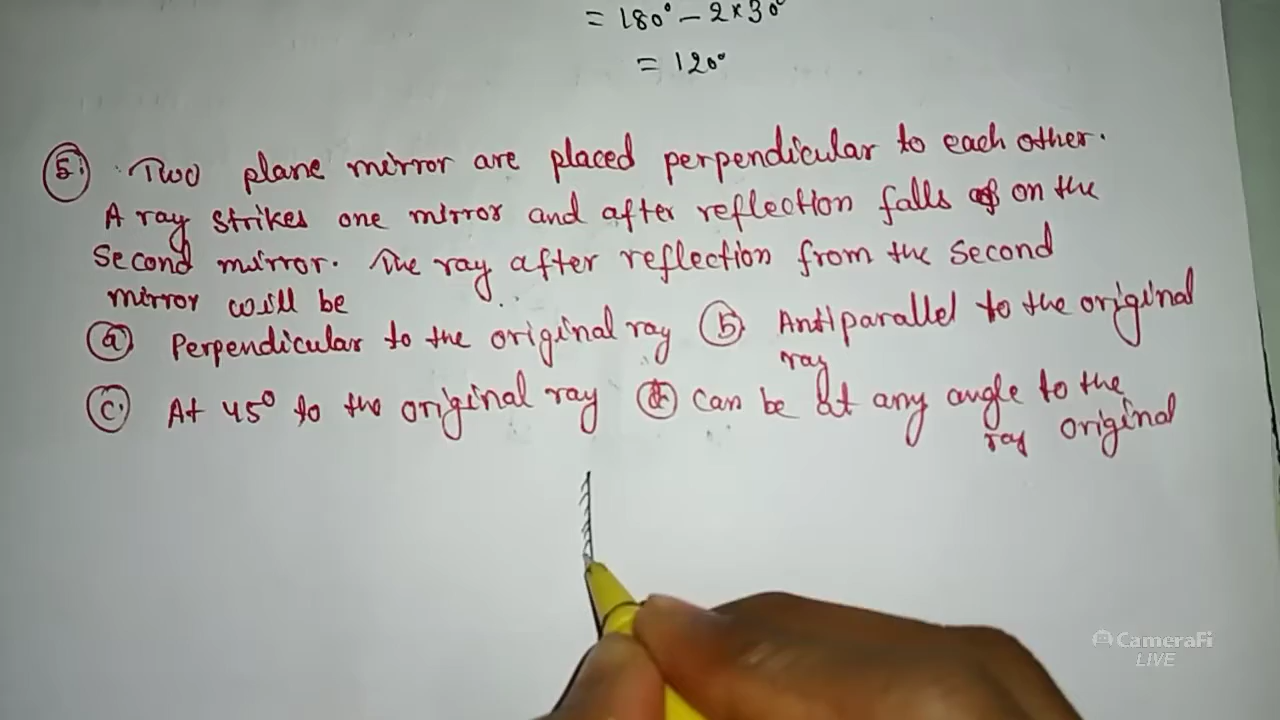 = 180° - 2×30°
= 120°
5. Two plane mirror are placed perpendicular to each other.
A ray strikes one mirror and after reflection falls on the
Second mirror. The ray after reflection from the Second
mirror will be
(a) Perpendicular to the original ray (b) Antiparallel to the original
ray
(c) At 45° to the original ray (d) Can be at any angle to the
ray original
CameraFi
LIVE